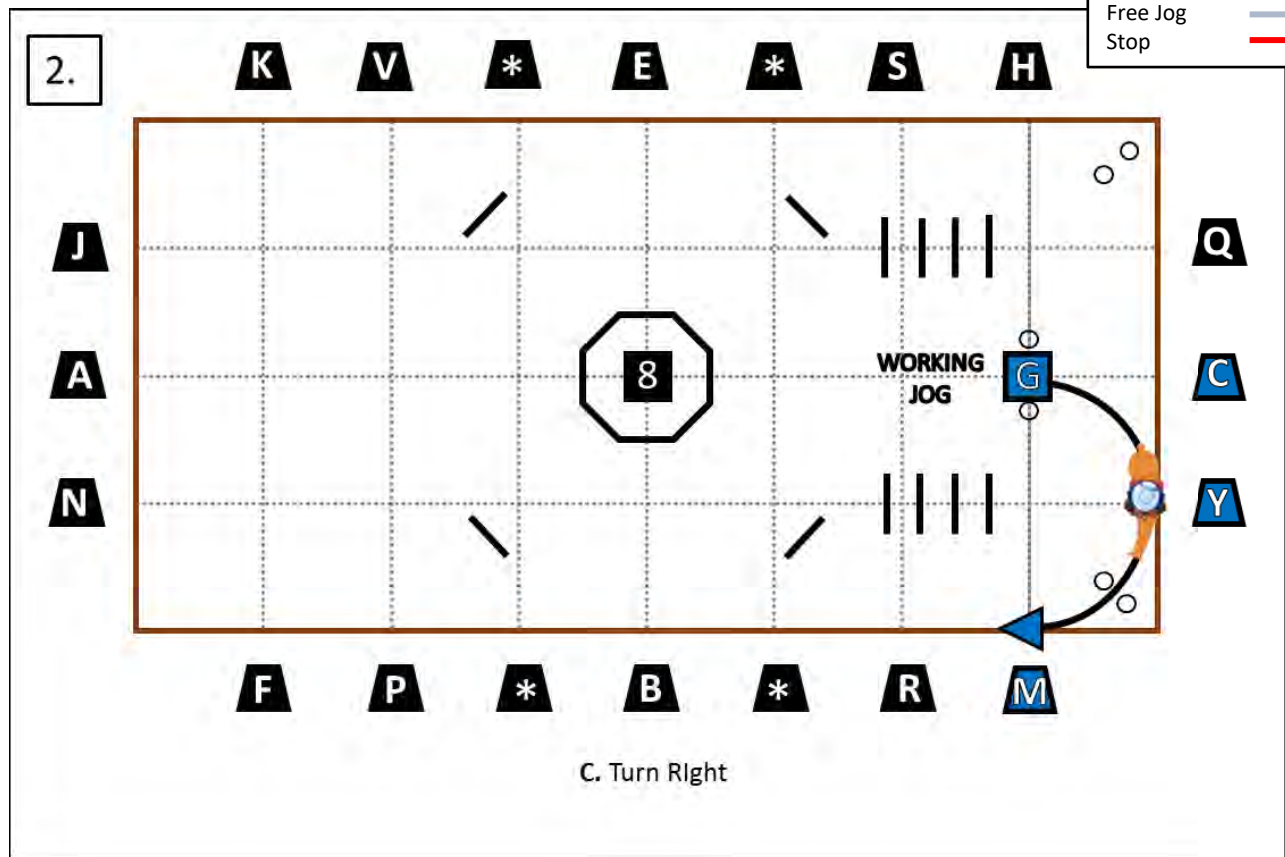 Free Jog
Stop
2.
K V * E * S H
J
Q
8
WORKING
JOG
G
A
C
N
Y
F P * B * R M
C. Turn RIght